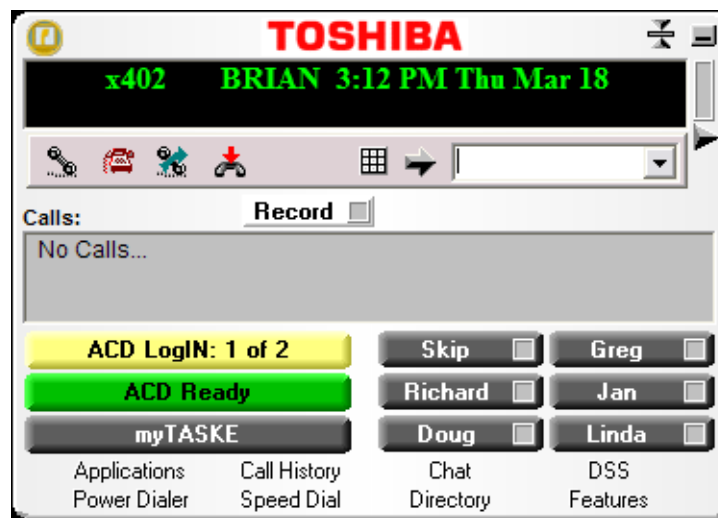 TOSHIBA
x402 BRIAN 3:12 PM Thu Mar 18
Calls: Record
No Calls...
ACD LogIN: 1 of 2 Skip Greg
ACD Ready Richard Jan
myTASKE Doug Linda
Applications Call History Chat DSS
Power Dialer Speed Dial Directory Features